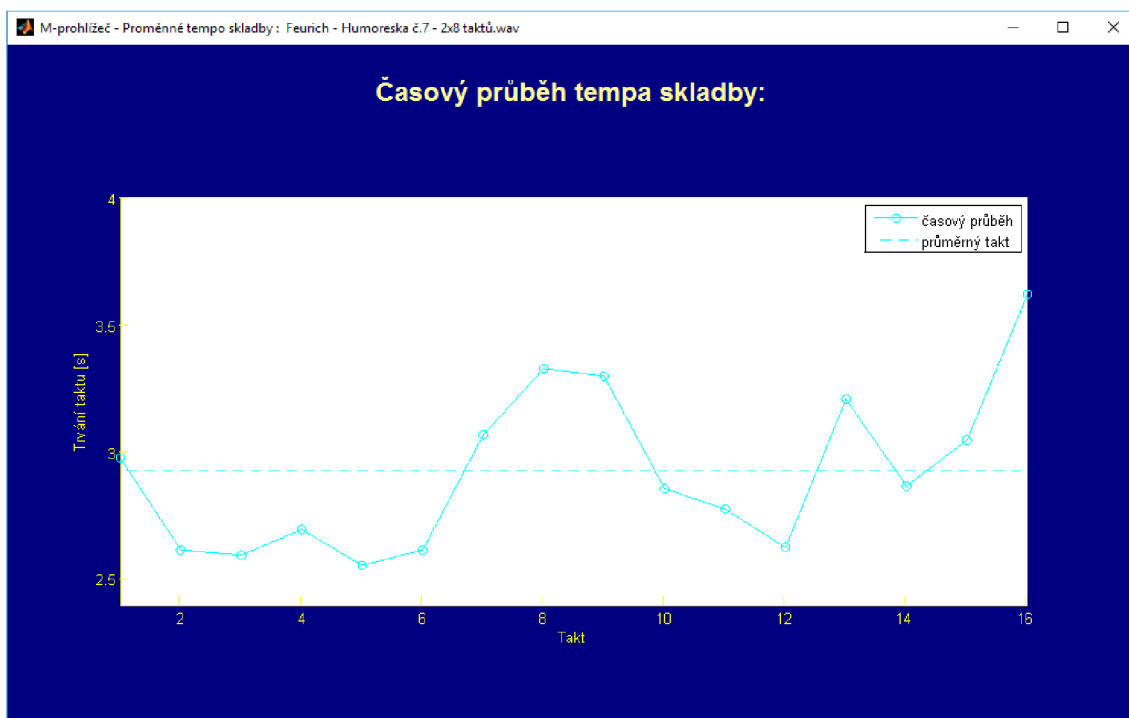 M-prohlížeč - Proměnné tempo skladby :  Feurich - Humoreska č.7 - 2x8 taktů.wav
Časový průběh tempa skladby:
časový průběh
průměrný takt
4
3.5
3
2.5
Trvání taktu [s]
2 4 6 8 10 12 14 16
Takt